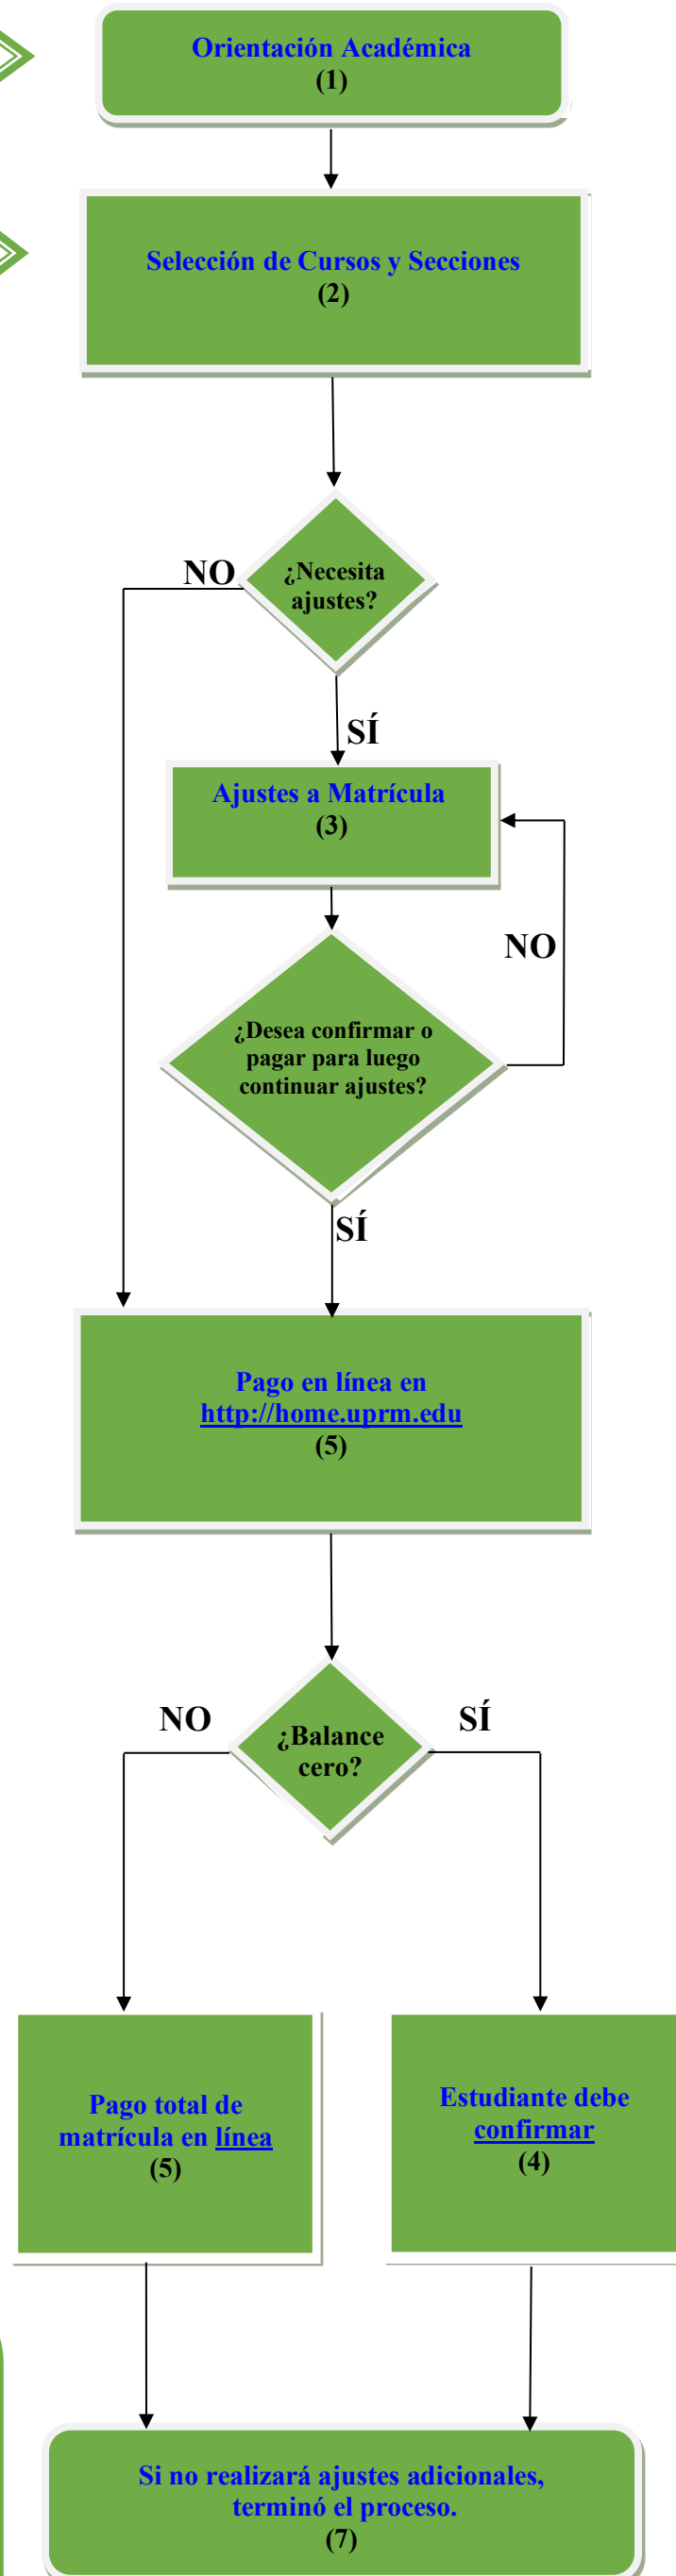 Orientación Académica
(1)
Selección de Cursos y Secciones
(2)
NO
¿Necesita
ajustes?
SÍ
Ajustes a Matrícula
(3)
NO
¿Desea confirmar o
pagar para luego
continuar ajustes?
SÍ
Pago en línea en
http://home.uprm.edu
(5)
NO
SÍ
¿Balance
cero?
Pago total de
matrícula en línea
(5)
Estudiante debe
confirmar
(4)
Si no realizará ajustes adicionales,
terminó el proceso.
(7)